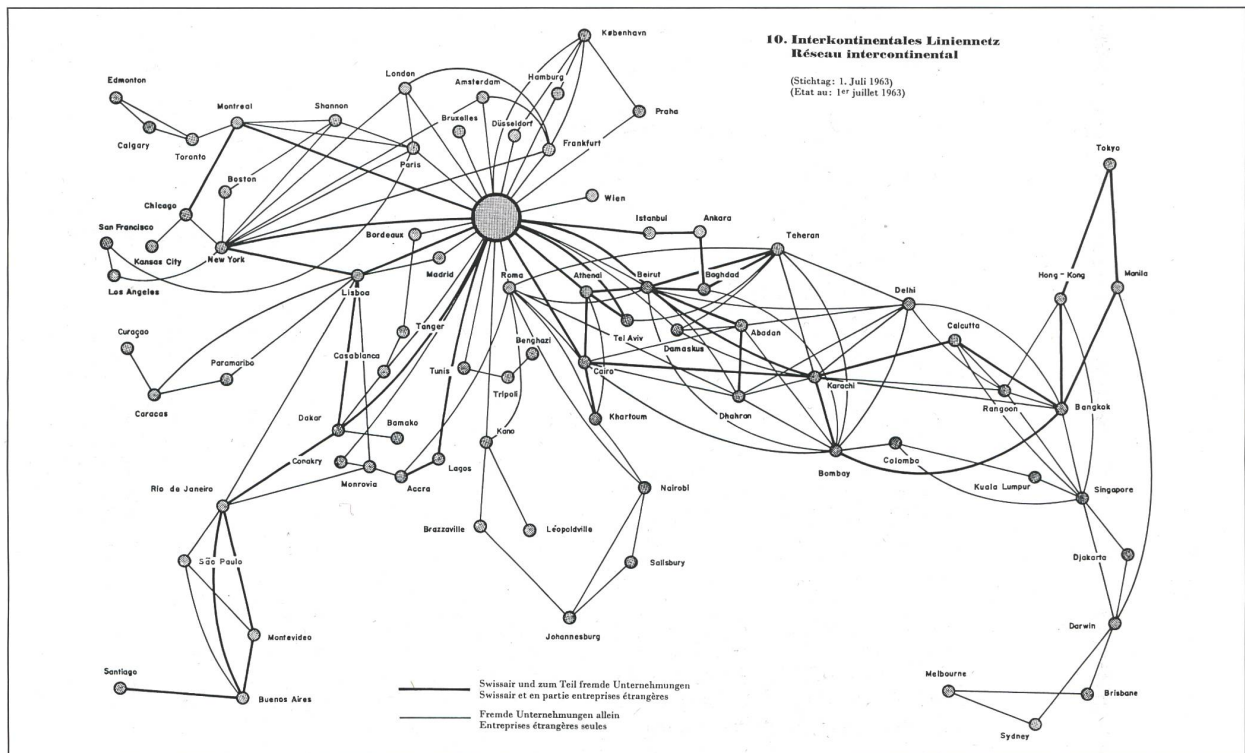 10. Interkontinentales Liniennetz
Réseau intercontinental
(Stichtag: 1. Juli 1963)
(Etat au: 1er juillet 1963)
København
London
Amsterdam
Hamburg
Edmonton
Montreal
Shannon
Bruxelles
Düsseldorf
Praha
Calgary
Toronto
Paris
Frankfurt
Tokyo
Boston
Wien
Chicago
San Francisco
Kansas City
New York
Bordeaux
Istanbul
Ankara
Teheran
Los Angeles
Lisboa
Madrid
Roma
Athenai
Beirut
Baghdad
Delhi
Hong-Kong
Manila
Curaçao
Paramaribo
Casablanca
Tanger
Benghazi
Tel Aviv
Damaskus
Abadan
Calcutta
Caracas
Tunis
Tripoli
Cairo
Karachi
Rangoon
Bangkok
Dakar
Bamako
Kano
Khartoum
Dhahran
Conakry
Monrovia
Accra
Lagos
Bombay
Colombo
Kuala Lumpur
Singapore
Rio de Janeiro
Nairobi
Brazzaville
Léopoldville
São Paulo
Salisbury
Djakarta
Montevideo
Johannesburg
Darwin
Santiago
Buenos Aires
Melbourne
Brisbane
Sydney
Swissair und zum Teil fremde Unternehmungen
Swissair et en partie entreprises étrangères
Fremde Unternehmungen allein
Entreprises étrangères seules